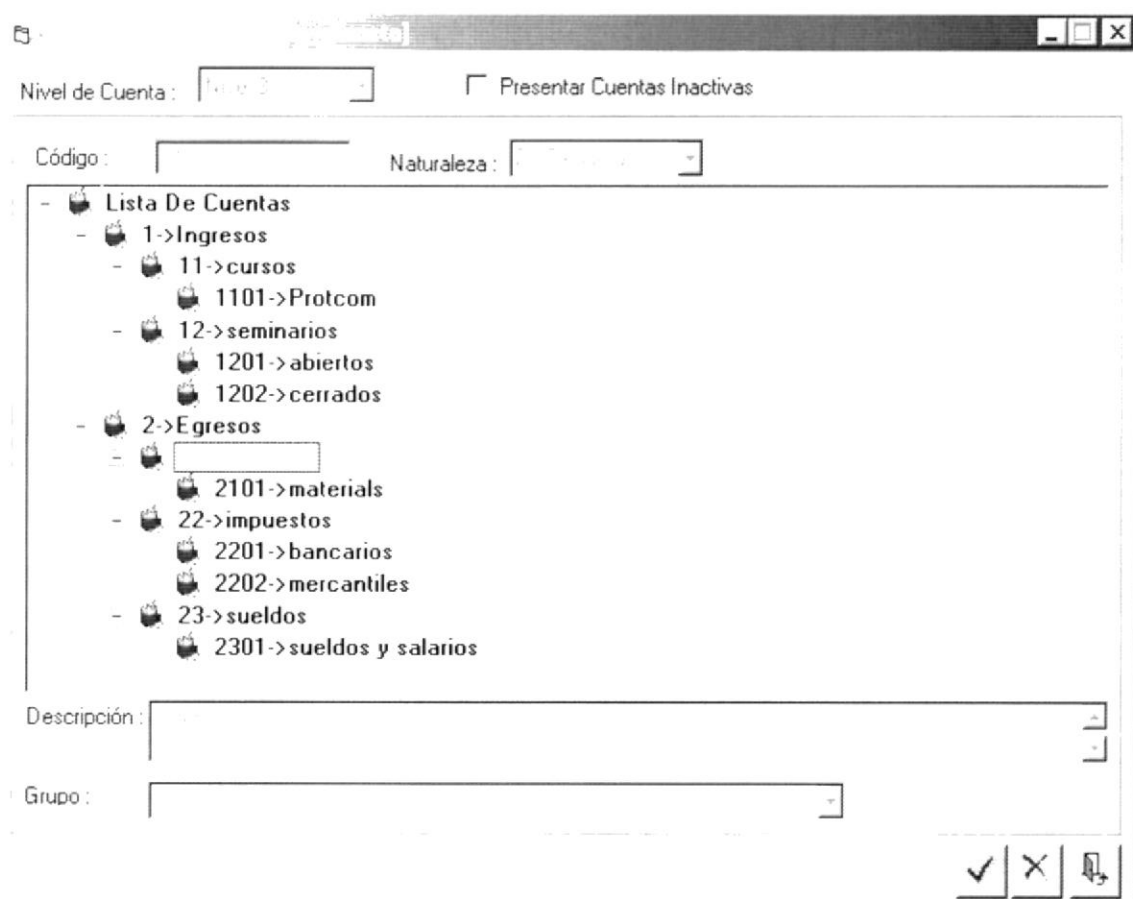 Nivel de Cuenta : Presentar Cuentas Inactivas
Código : Naturaleza :
- Lista De Cuentas
- 1->Ingresos
- 11->cursos
1101->Protcom
- 12->seminarios
1201->abiertos
1202->cerrados
- 2->Egresos
2101->materials
- 22->impuestos
2201->bancarios
2202->mercantiles
- 23->sueldos
2301->sueldos y salarios
Descripción :
Grupo :